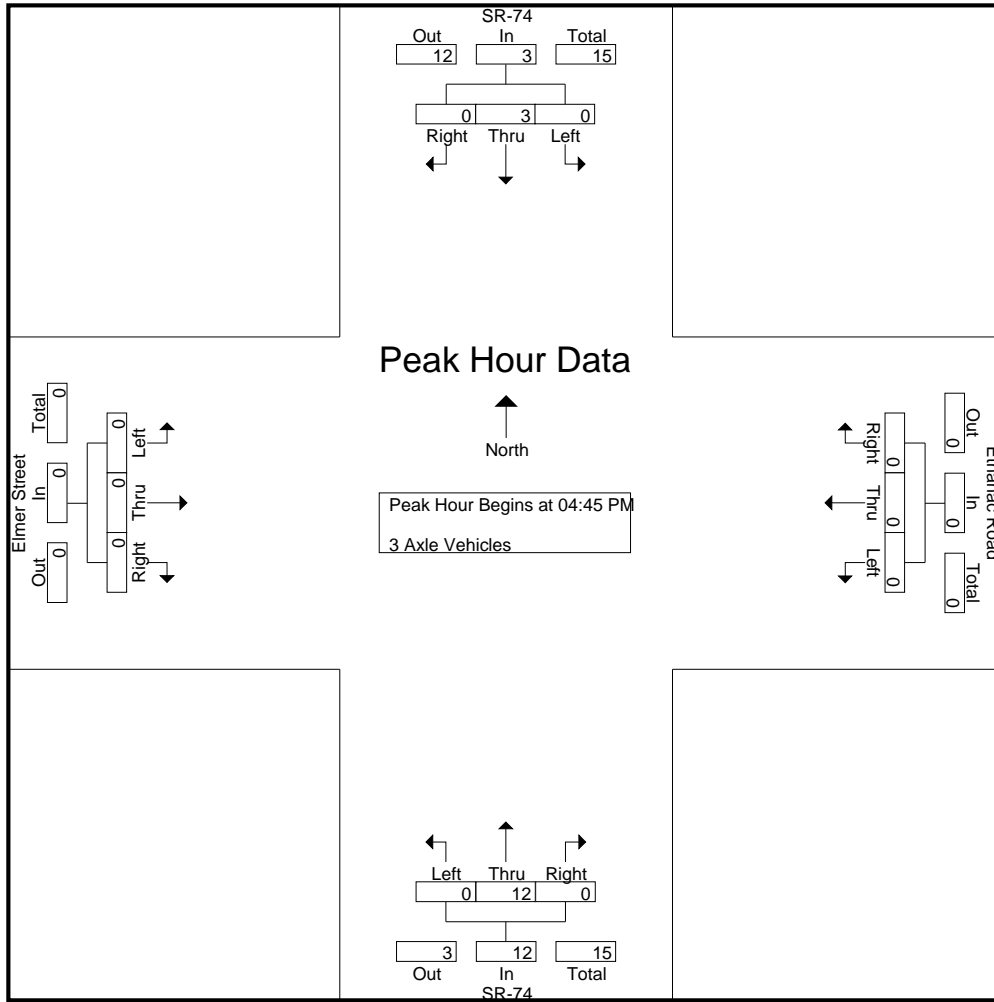 SR-74
Out In Total
12 3 15
0 3 0
Right Thru Left
Peak Hour Data
North
Peak Hour Begins at 04:45 PM
3 Axle Vehicles
Elmer Street
Total In Out
0 0 0
0 0 0
Left Thru Right
Right Thru Left
0 0 0
Out In Total
0 0 0
Ethanac Road
Left Thru Right
0 12 0
3 12 15
Out In Total
SR-74